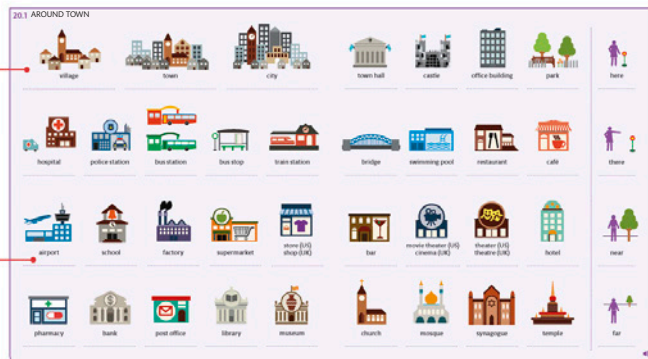 20.1 AROUND TOWN
village
town
city
town hall
castle
office building
park
here
hospital
police station
bus station
bus stop
train station
bridge
swimming pool
restaurant
café
there
airport
school
factory
supermarket
store (US)
shop (UK)
bar
movie theater (US)
cinema (UK)
theater (US)
theatre (UK)
hotel
near
pharmacy
bank
post office
library
museum
church
mosque
synagogue
temple
far